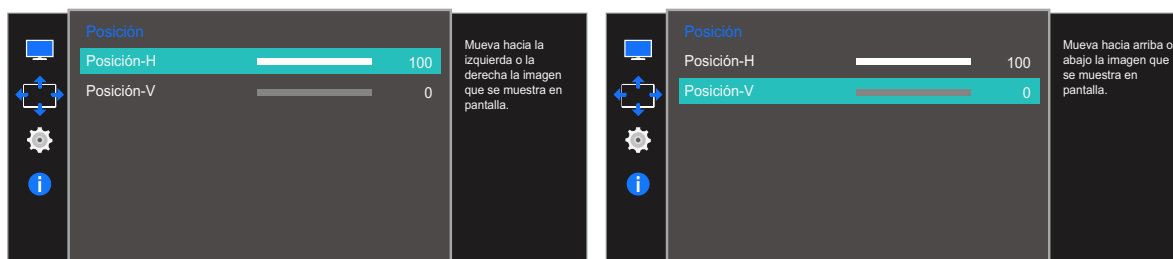 Posición
Posición-H 100
Posición-V 0
Mueva hacia la
izquierda o la
derecha la imagen
que se muestra en
pantalla.
Posición
Posición-H 100
Posición-V 0
Mueva hacia arriba o
abajo la imagen que
se muestra en
pantalla.